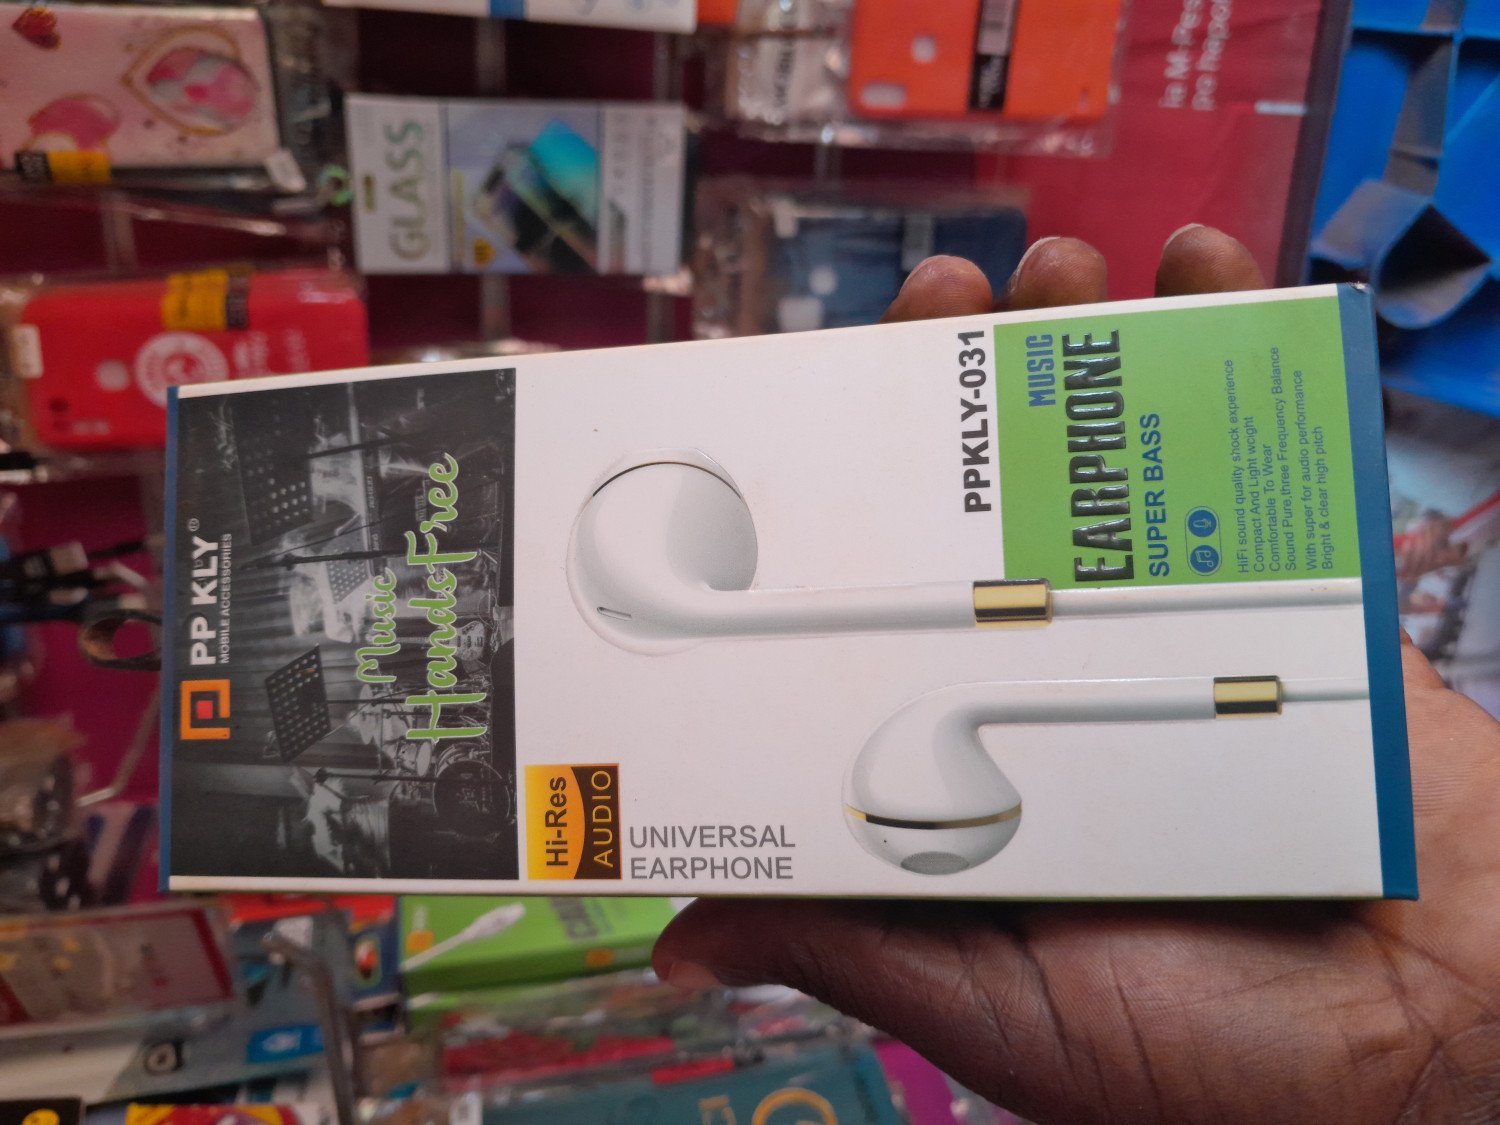 PP KLY®
MOBILE ACCESSORIES
Music
HandsFree
Hi-Res
AUDIO
UNIVERSAL
EARPHONE
PPKLY-031
MUSIC
EARPHONE
SUPER BASS
HiFi sound quality shock experience
Compact And Light woight
Comfortable To Wear
Sound Pure,three Frequency Balance
With super for audio performance
Bright & clear high pitch
GLASS